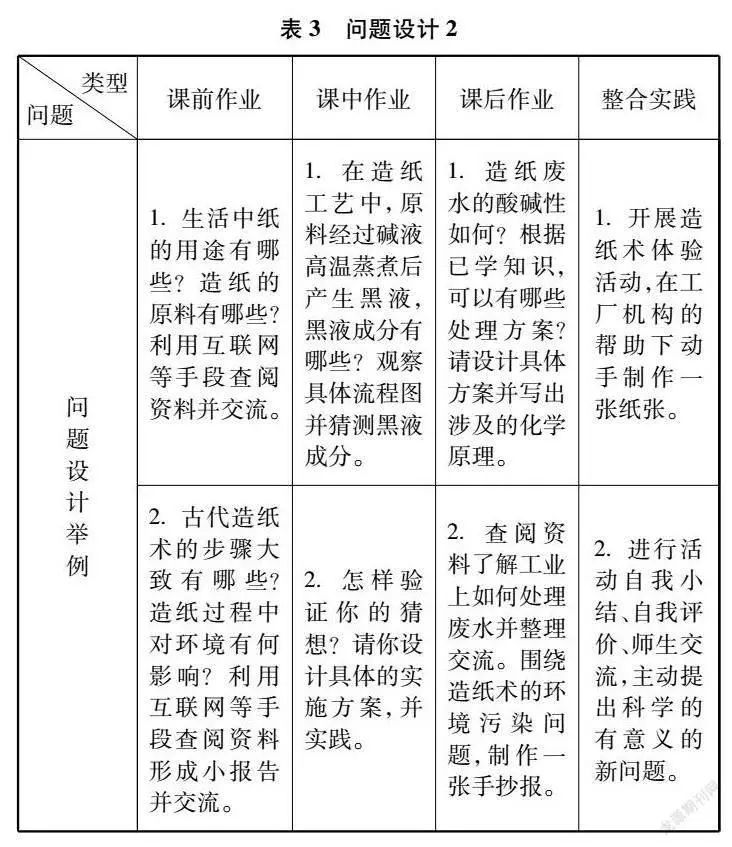 表3 问题设计2
类型
问题
课前作业
课中作业
课后作业
整合实践
问
题
设
计
举
例
1. 生活中纸
的用途有哪
些？造纸的
原料有哪些？
利用互联网
等手段查阅
资料并交流。
1. 在造纸
工艺中，原
料经过碱液
高温蒸煮后
产生黑液，
黑液成分有
哪些？观察
具体流程图
并猜测黑液
成分。
1. 造纸废
水的酸碱性
如何？根据
已学知识，
可以有哪些
处理方案？
请设计具体
方案并写出
涉及的化学
原理。
1. 开展造
纸术体验
活动，在工
厂机构的
帮助下动
手制作一
张纸张。
2. 古代造纸
术的步骤大
致有哪些？
造纸过程中
对环境有何
影响？利用
互联网等手
段查阅资料
形成小报告
并交流。
2. 怎样验
证你的猜
想？请你设
计具体的实
施方案，并
实践。
2. 查阅资
料了解工业
上如何处理
废水并整理
交流。围绕
造纸术的环
境污染问
题，制作一
张手抄报。
2. 进行活
动自我小
结、自我评
价、师生交
流，主动提
出科学的
有意义的
新问题。
龙源期刊网